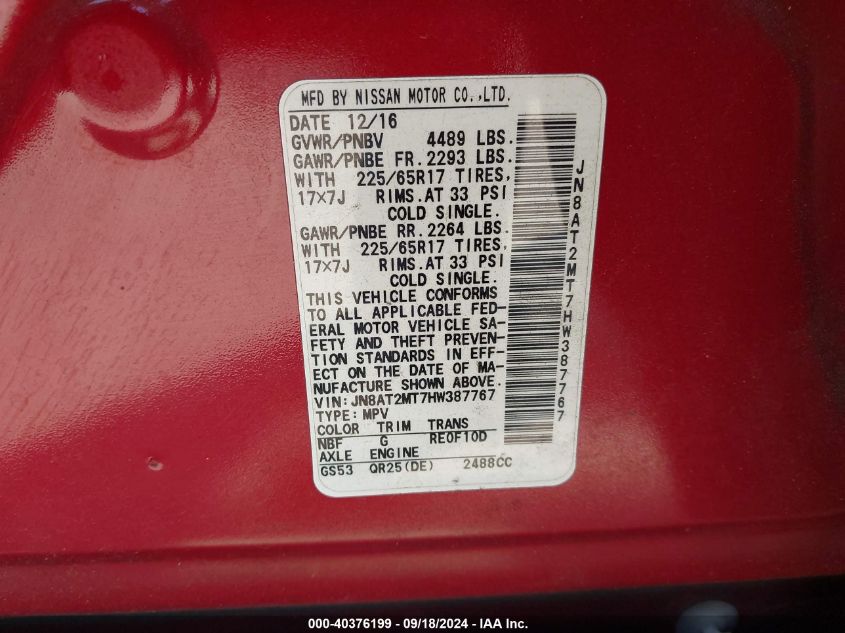 MFD BY NISSAN MOTOR CO.,LTD.
DATE 12/16
GVWR/PNBV 4489 LBS.
GAWR/PNBE FR. 2293 LBS.
WITH 225/65R17 TIRES,
17×7J RIMS. AT 33 PSI
COLD SINGLE.
GAWR/PNBE RR. 2264 LBS.
WITH 225/65R17 TIRES,
17×7J RIMS. AT 33 PSI
COLD SINGLE.
THIS VEHICLE CONFORMS
TO ALL APPLICABLE FED-
ERAL MOTOR VEHICLE SA-
FETY AND THEFT PREVEN-
TION STANDARDS IN EFF-
ECT ON THE DATE OF MA-
NUFACTURE SHOWN ABOVE.
VIN: JN8AT2MT7HW387767
TYPE: MPV
COLOR TRIM TRANS
NBF G RE0F10D
AXLE ENGINE
GS53 QR25(DE) 2488CC
JN8AT2MT7HW387767
000-40376199 - 09/18/2024 - IAA Inc.